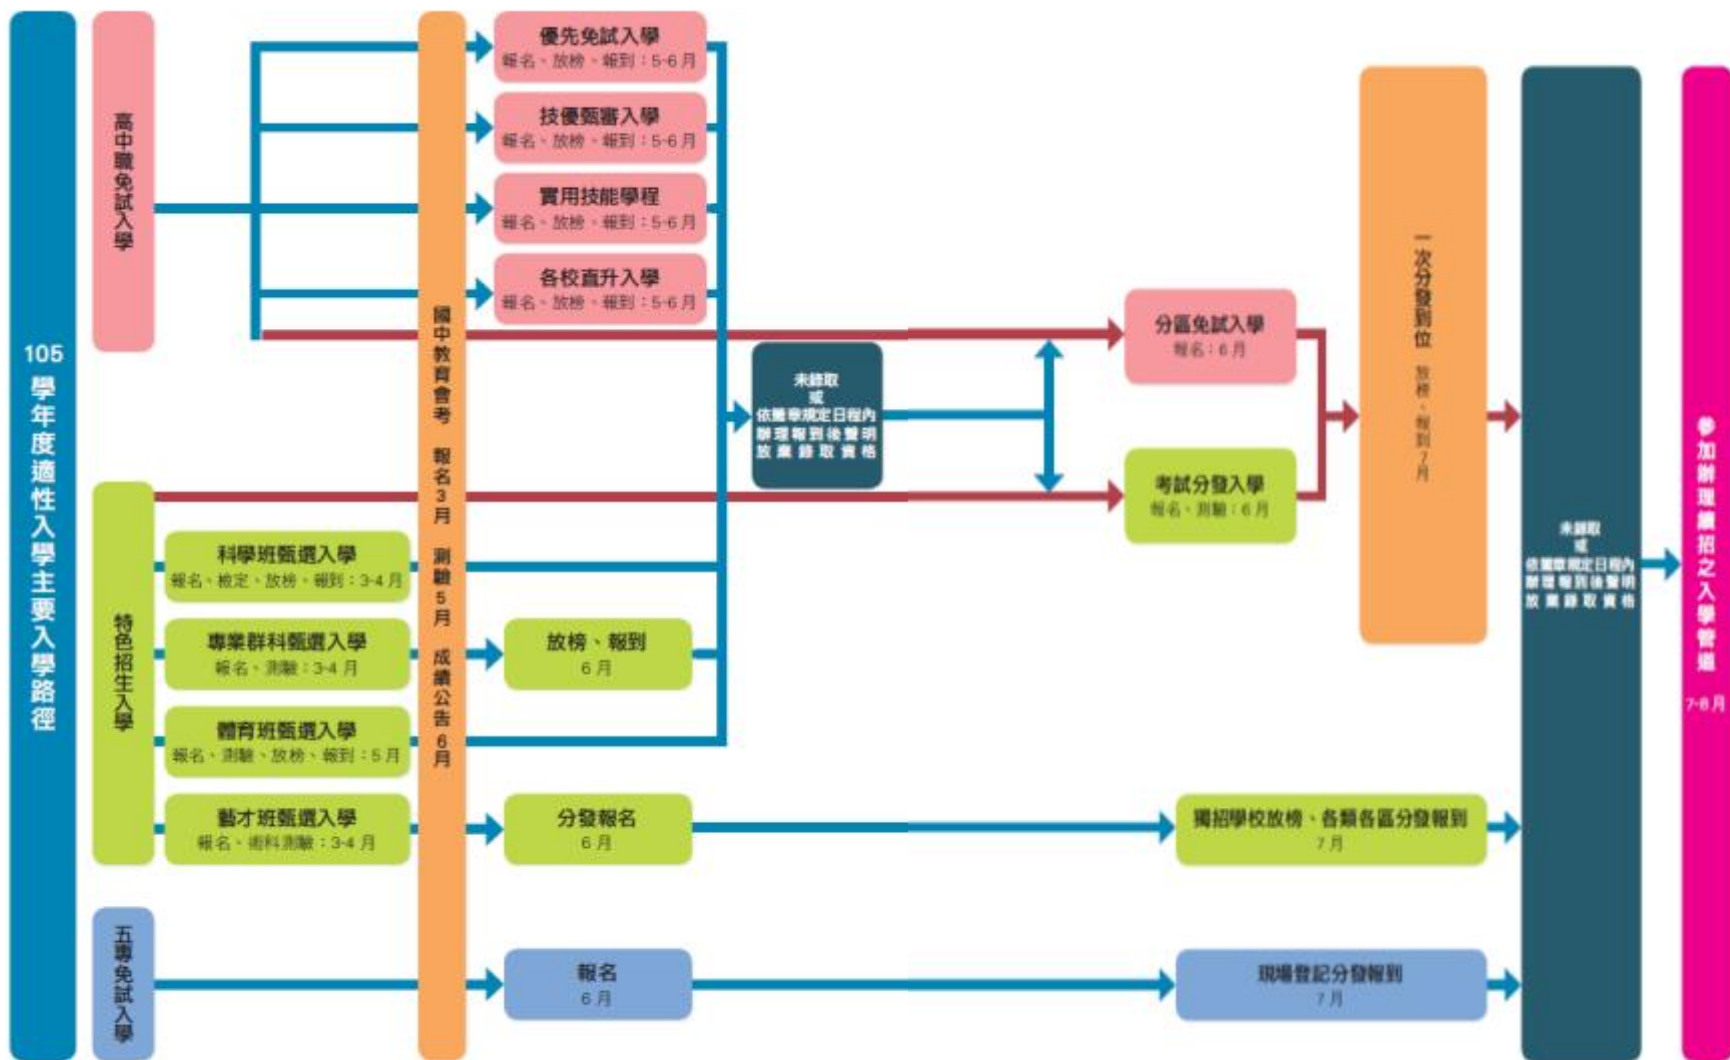 105學年度適性入學主要入學路徑
高中職免試入學
優先免試入學
報名、放榜、報到：5-6月
技優甄審入學
報名、放榜、報到：5-6月
實用技能學程
報名、放榜、報到：5-6月
各校直升入學
報名、放榜、報到：5-6月
國中教育會考 報名3月 測驗5月 成績公告6月
未錄取
或
依簡章規定日程內
辦理報到後聲明
放棄錄取資格
分區免試入學
報名：6月
考試分發入學
報名、測驗：6月
一次分發到位 放榜、報到7月
特色招生入學
科學班甄選入學
報名、檢定、放榜、報到：3-4月
專業群科甄選入學
報名、測驗：3-4月
放榜、報到
6月
體育班甄選入學
報名、測驗、放榜、報到：5月
藝才班甄選入學
報名、術科測驗：3-4月
分發報名
6月
獨招學校放榜、各類各區分發報到
7月
五專免試入學
報名
6月
現場登記分發報到
7月
未錄取
或
依簡章規定日程內
辦理報到後聲明
放棄錄取資格
參加辦理續招之入學管道 7-8月